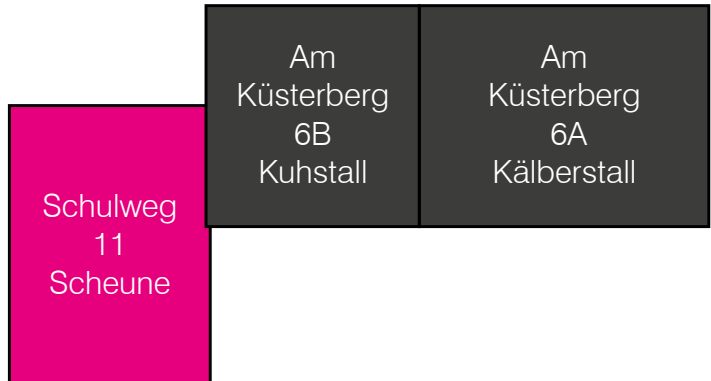 Am
Küsterberg
6B
Kuhstall
Am
Küsterberg
6A
Kälberstall
Schulweg
11
Scheune